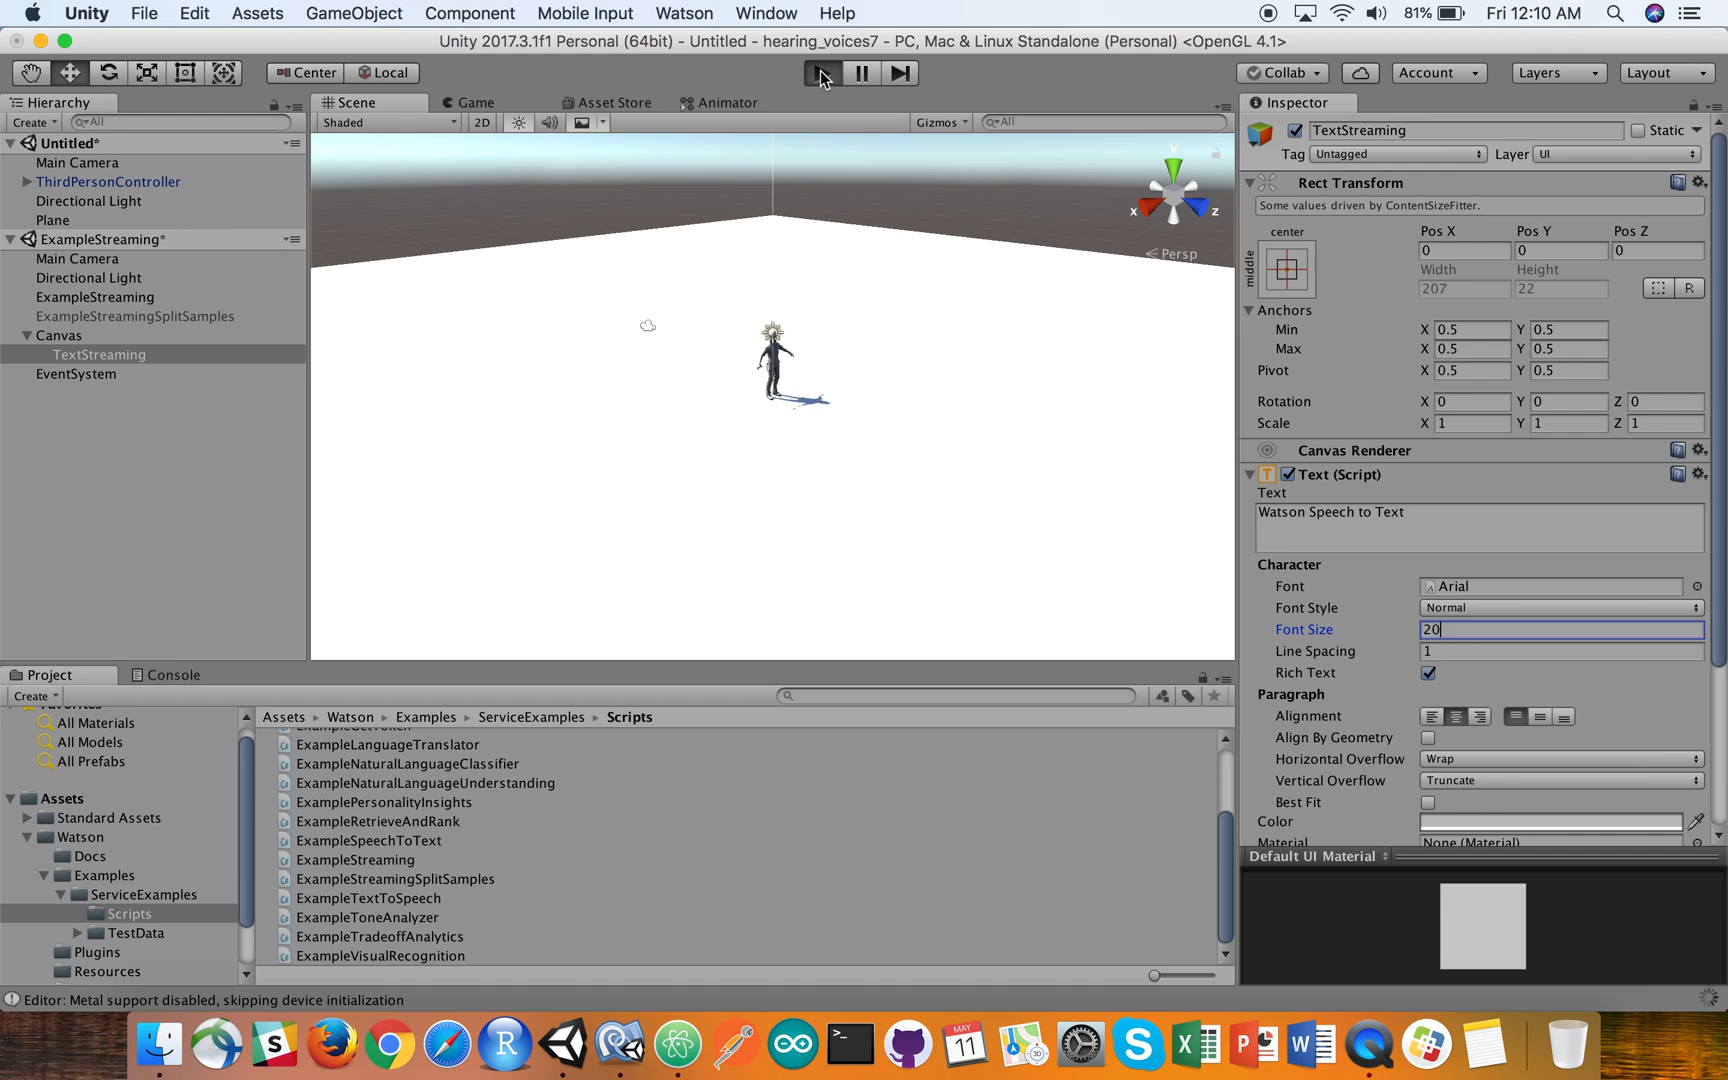 Unity File Edit Assets GameObject Component Mobile Input Watson Window Help 81% Fri 12:10 AM
Unity 2017.3.1f1 Personal (64bit) - Untitled - hearing_voices7 - PC, Mac & Linux Standalone (Personal) <OpenGL 4.1>
Center Local Collab Account Layers Layout
Hierarchy
Create All
Untitled*
Main Camera
ThirdPersonController
Directional Light
Plane
ExampleStreaming*
Main Camera
Directional Light
ExampleStreaming
ExampleStreamingSplitSamples
Canvas
TextStreaming
EventSystem
Scene Game Asset Store Animator
Shaded 2D Gizmos All
y
x z
Persp
Inspector
TextStreaming Static
Tag Untagged Layer UI
Rect Transform
Some values driven by ContentSizeFitter.
center Pos X Pos Y Pos Z
middle 0 0 0
Width Height
207 22 R
Anchors
Min X 0.5 Y 0.5
Max X 0.5 Y 0.5
Pivot X 0.5 Y 0.5
Rotation X 0 Y 0 Z 0
Scale X 1 Y 1 Z 1
Canvas Renderer
T Text (Script)
Text
Watson Speech to Text
Character
Font Arial
Font Style Normal
Font Size 20
Line Spacing 1
Rich Text
Paragraph
Alignment
Align By Geometry
Horizontal Overflow Wrap
Vertical Overflow Truncate
Best Fit
Color
Material None (Material)
Default UI Material
Project Console
Create
Favorites
All Materials
All Models
All Prefabs
Assets
Standard Assets
Watson
Docs
Examples
ServiceExamples
Scripts
TestData
Plugins
Resources
Assets Watson Examples ServiceExamples Scripts
ExampleGetToken
ExampleLanguageTranslator
ExampleNaturalLanguageClassifier
ExampleNaturalLanguageUnderstanding
ExamplePersonalityInsights
ExampleRetrieveAndRank
ExampleSpeechToText
ExampleStreaming
ExampleStreamingSplitSamples
ExampleTextToSpeech
ExampleToneAnalyzer
ExampleTradeoffAnalytics
ExampleVisualRecognition
Editor: Metal support disabled, skipping device initialization
S R MAY 11 3D S X P W